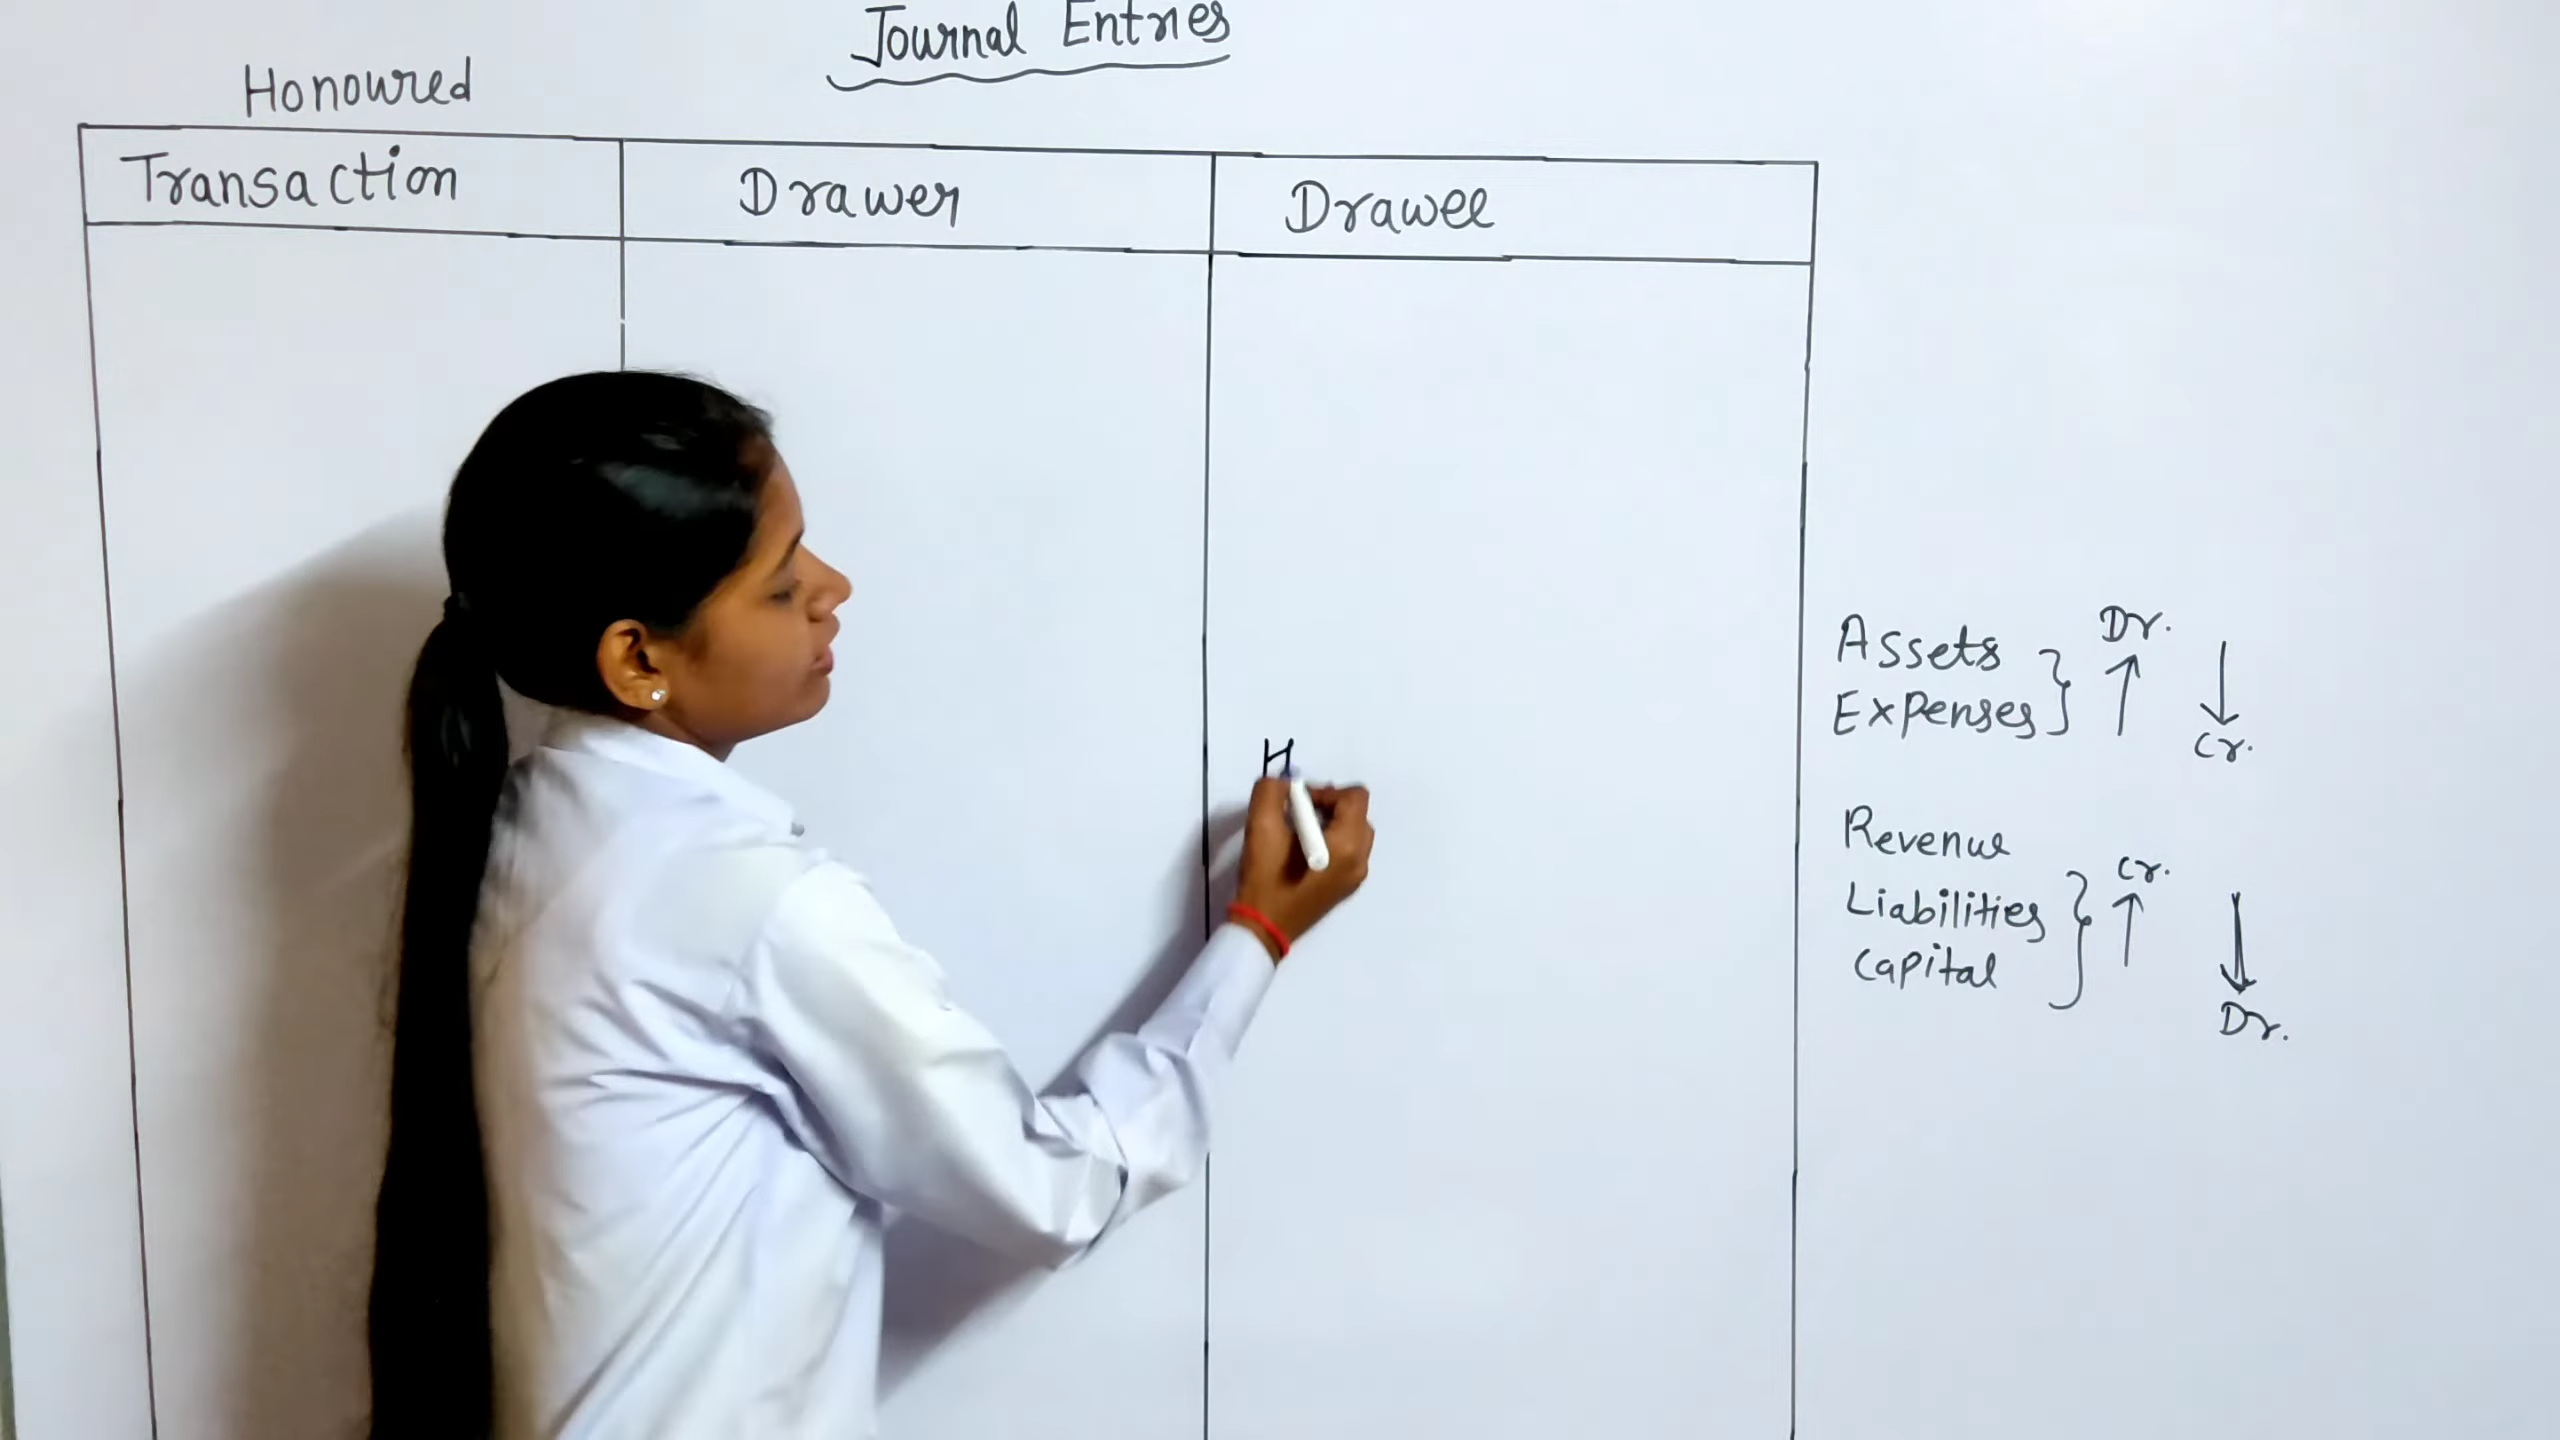 Journal Entries
Honoured
Transaction
Drawer
Drawee
H
Assets
Expenses
Dr.
Cr.
Revenue
Liabilities
Capital
Cr.
Dr.